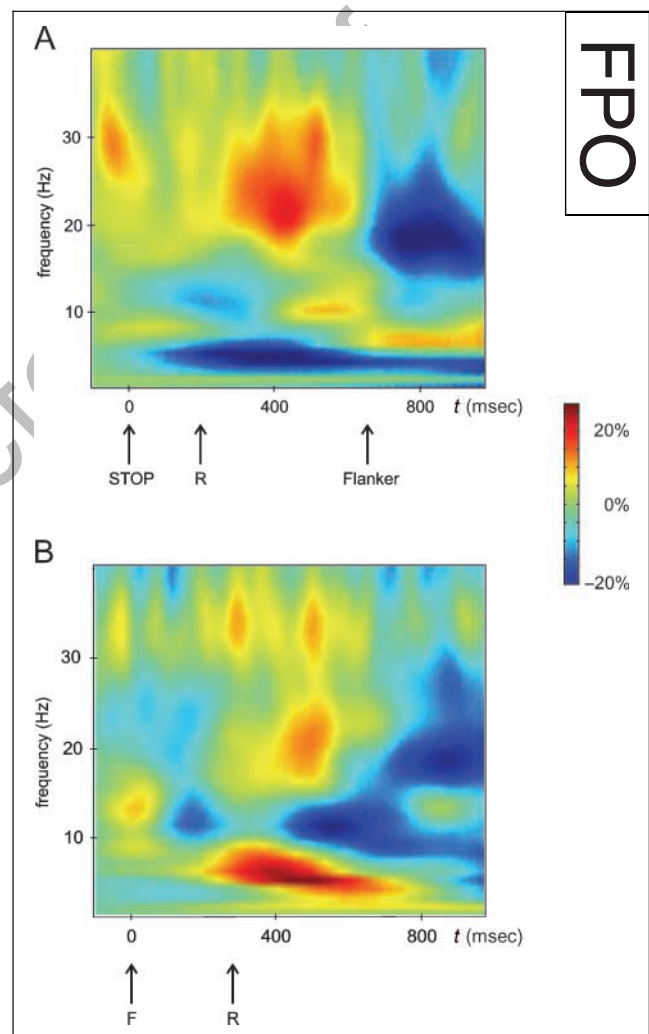 A
FPO
30
20
10
frequency (Hz)
0 400 800 t (msec)
STOP R Flanker
20%
0%
–20%
B
30
20
10
frequency (Hz)
0 400 800 t (msec)
F R